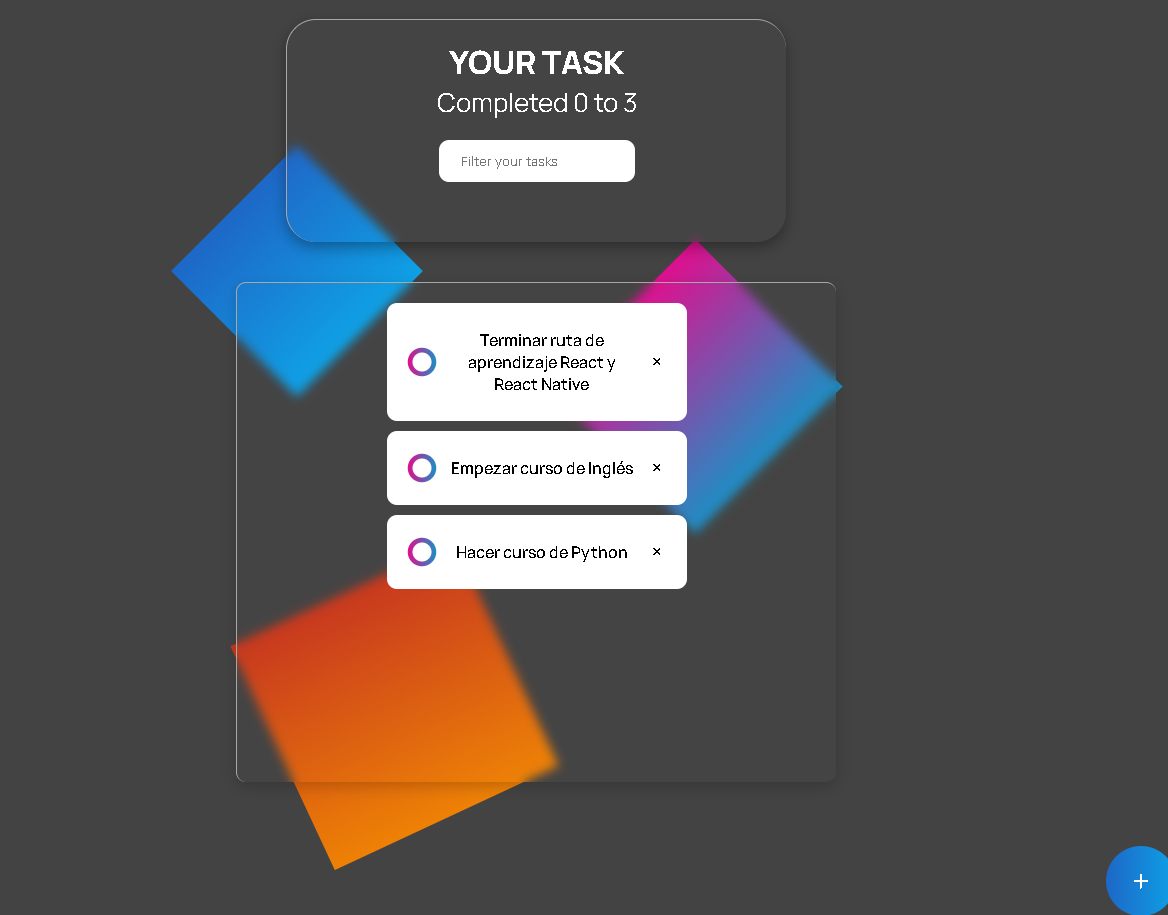 YOUR TASK
Completed 0 to 3
Filter your tasks
Terminar ruta de
aprendizaje React y
React Native
×
Empezar curso de Inglés
×
Hacer curso de Python
×
+